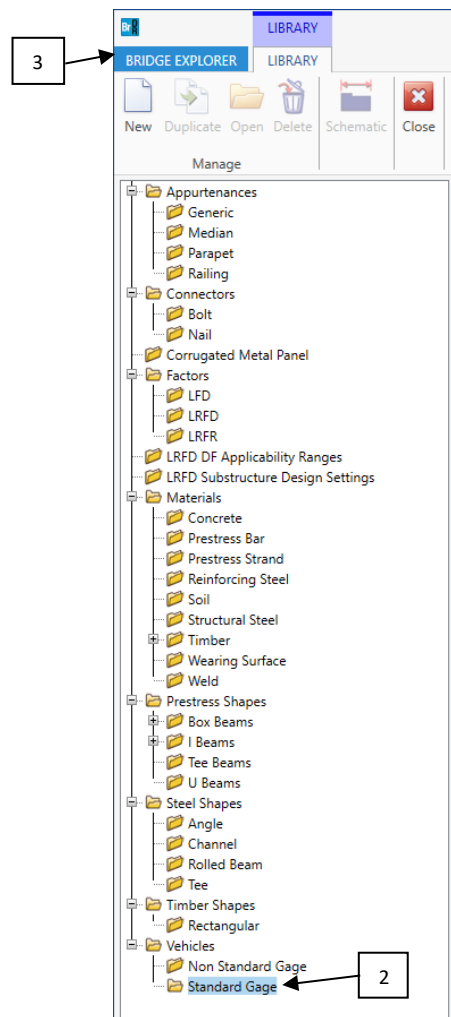 Br DR
LIBRARY
3
BRIDGE EXPLORER LIBRARY
New Duplicate Open Delete Schematic Close
Manage
Appurtenances
Generic
Median
Parapet
Railing
Connectors
Bolt
Nail
Corrugated Metal Panel
Factors
LFD
LRFD
LRFR
LRFD DF Applicability Ranges
LRFD Substructure Design Settings
Materials
Concrete
Prestress Bar
Prestress Strand
Reinforcing Steel
Soil
Structural Steel
Timber
Wearing Surface
Weld
Prestress Shapes
Box Beams
I Beams
Tee Beams
U Beams
Steel Shapes
Angle
Channel
Rolled Beam
Tee
Timber Shapes
Rectangular
Vehicles
Non Standard Gage
Standard Gage
2